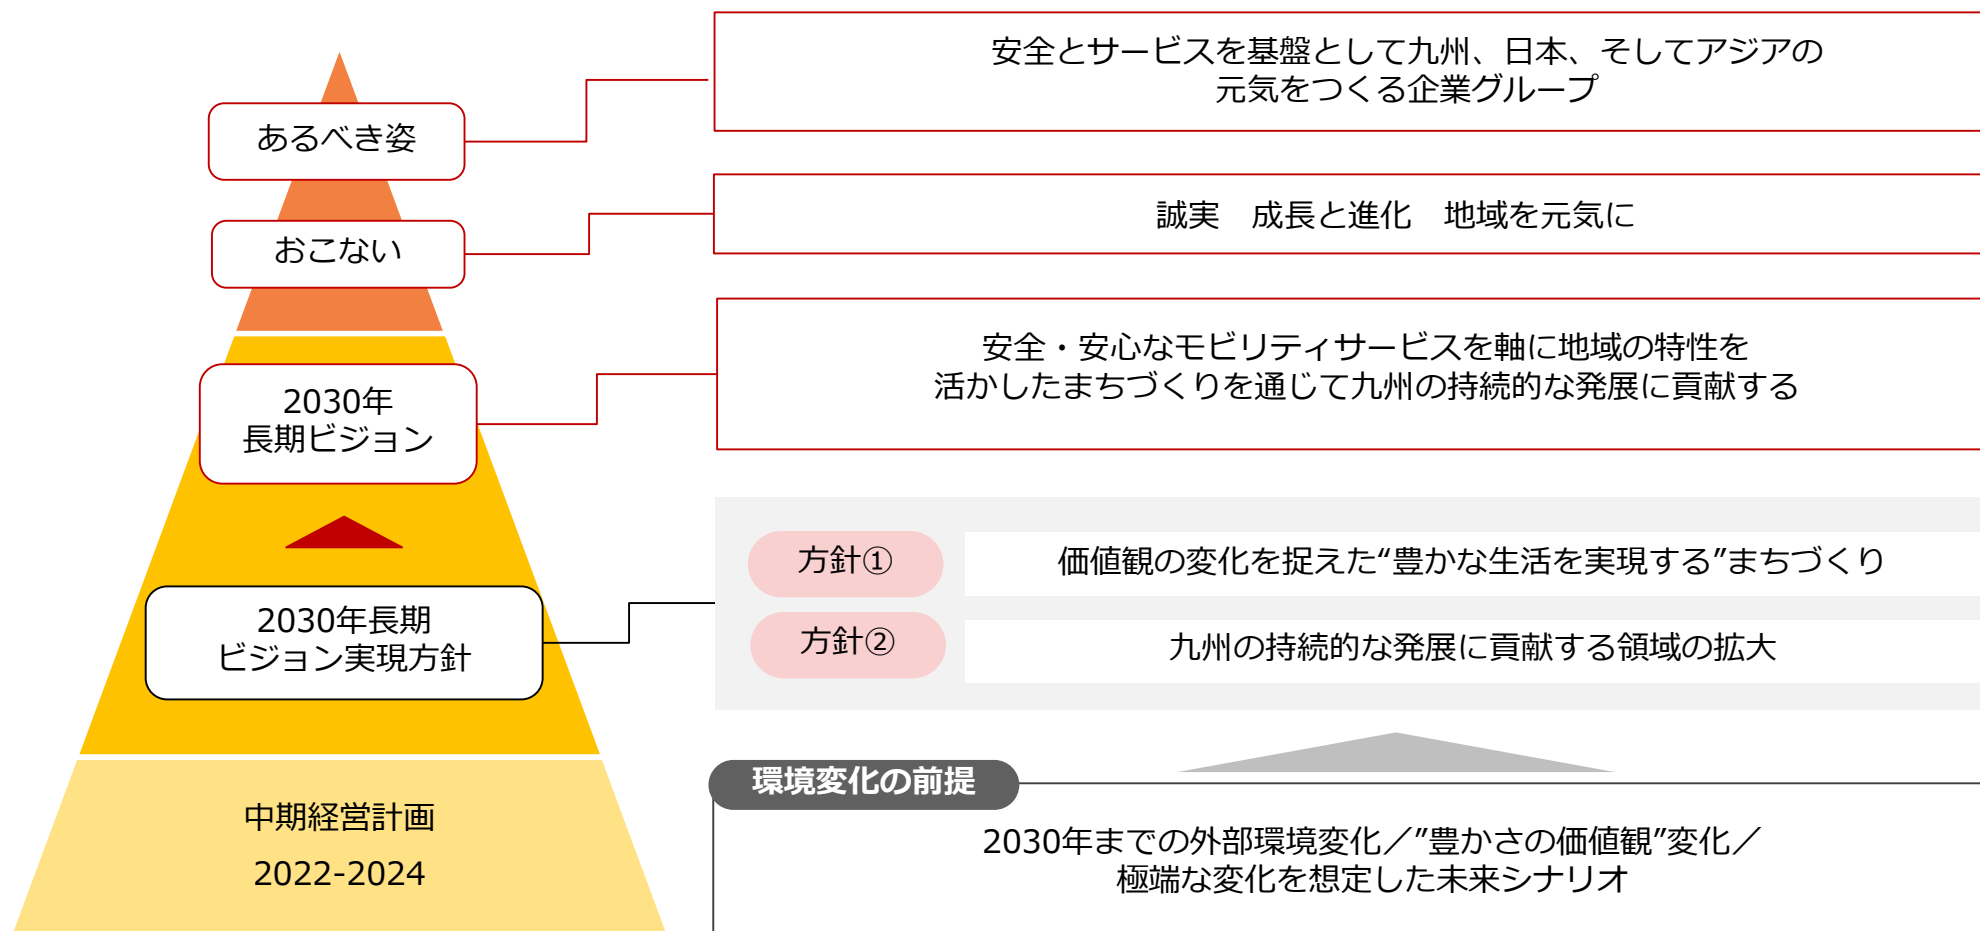 あるべき姿
安全とサービスを基盤として九州、日本、そしてアジアの
元気をつくる企業グループ
おこない
誠実　成長と進化　地域を元気に
2030年
長期ビジョン
安全・安心なモビリティサービスを軸に地域の特性を
活かしたまちづくりを通じて九州の持続的な発展に貢献する
2030年長期
ビジョン実現方針
方針①
価値観の変化を捉えた“豊かな生活を実現する”まちづくり
方針②
九州の持続的な発展に貢献する領域の拡大
中期経営計画
2022-2024
環境変化の前提
2030年までの外部環境変化／”豊かさの価値観”変化／
極端な変化を想定した未来シナリオ